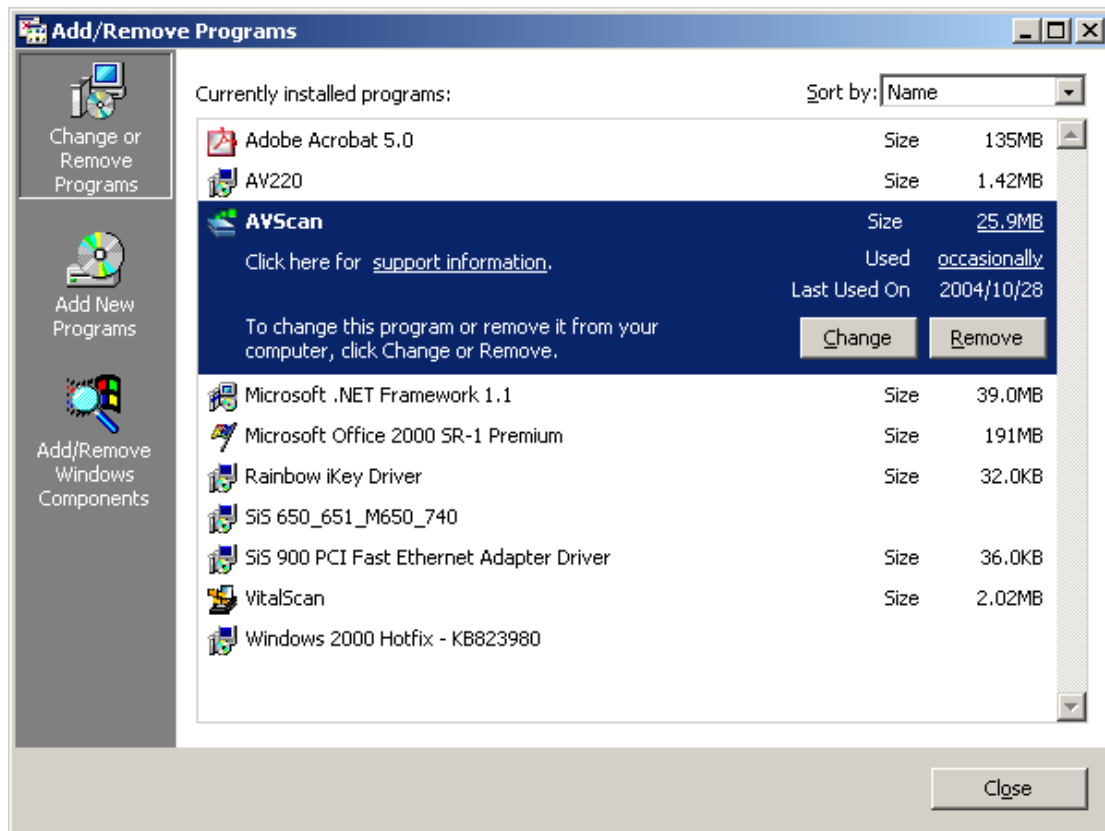 Add/Remove Programs
Change or
Remove
Programs
Add New
Programs
Add/Remove
Windows
Components
Currently installed programs:
Sort by: Name
Adobe Acrobat 5.0 Size 135MB
AV220 Size 1.42MB
AVScan Size 25.9MB
Click here for support information. Used occasionally
Last Used On 2004/10/28
To change this program or remove it from your
computer, click Change or Remove.
Change Remove
Microsoft .NET Framework 1.1 Size 39.0MB
Microsoft Office 2000 SR-1 Premium Size 191MB
Rainbow iKey Driver Size 32.0KB
SiS 650_651_M650_740
SiS 900 PCI Fast Ethernet Adapter Driver Size 36.0KB
VitalScan Size 2.02MB
Windows 2000 Hotfix - KB823980
Close